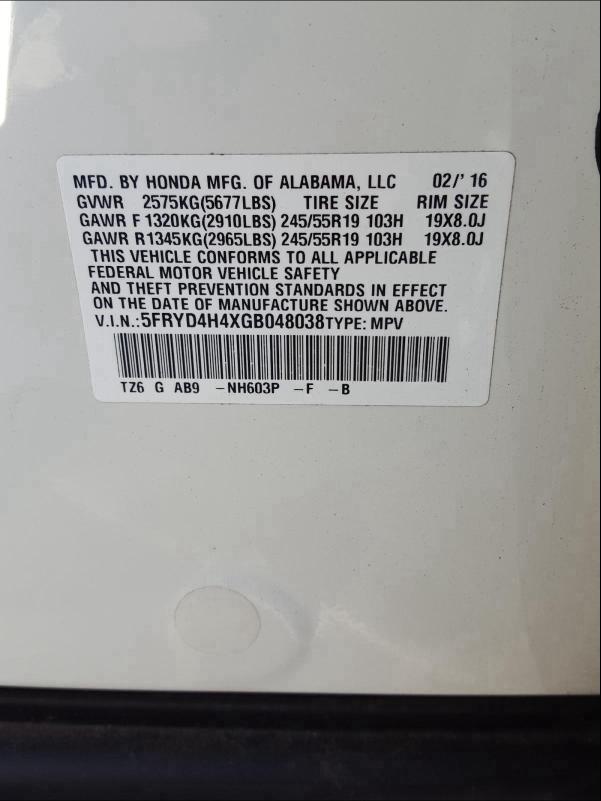 MFD. BY HONDA MFG. OF ALABAMA, LLC 02/' 16
GVWR 2575KG(5677LBS) TIRE SIZE RIM SIZE
GAWR F 1320KG(2910LBS) 245/55R19 103H 19X8.0J
GAWR R1345KG(2965LBS) 245/55R19 103H 19X8.0J
THIS VEHICLE CONFORMS TO ALL APPLICABLE
FEDERAL MOTOR VEHICLE SAFETY
AND THEFT PREVENTION STANDARDS IN EFFECT
ON THE DATE OF MANUFACTURE SHOWN ABOVE.
V.I.N.:5FRYD4H4XGB048038TYPE: MPV
TZ6 G AB9 -NH603P -F -B